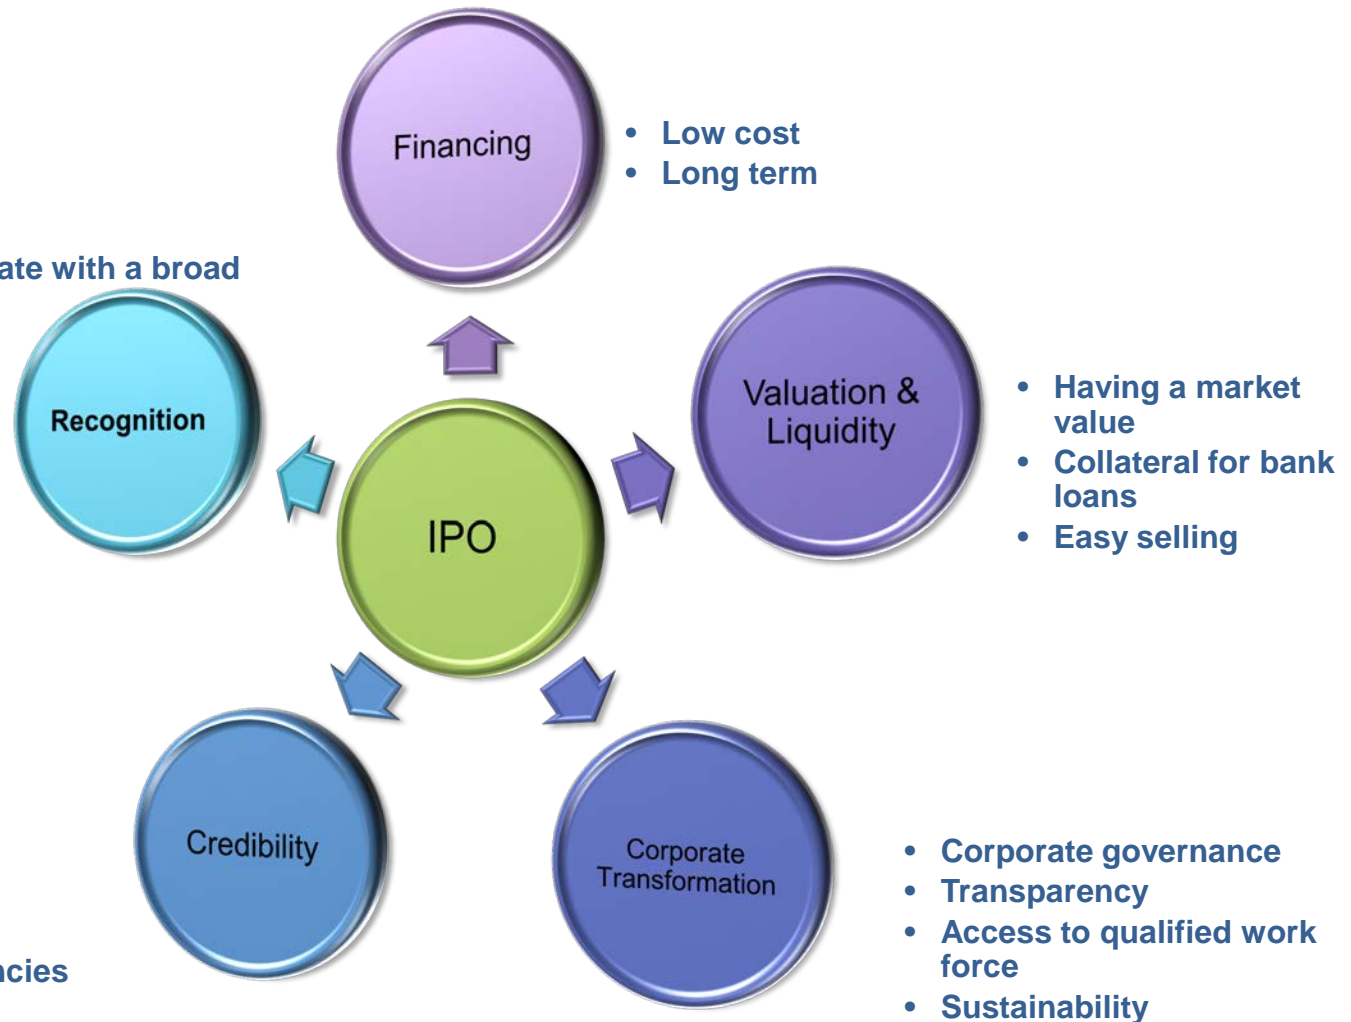 Financing
• Low cost
• Long term
ate with a broad
Recognition
Valuation &
Liquidity
• Having a market
value
• Collateral for bank
loans
• Easy selling
IPO
Credibility
Corporate
Transformation
• Corporate governance
• Transparency
• Access to qualified work
force
• Sustainability
ncies